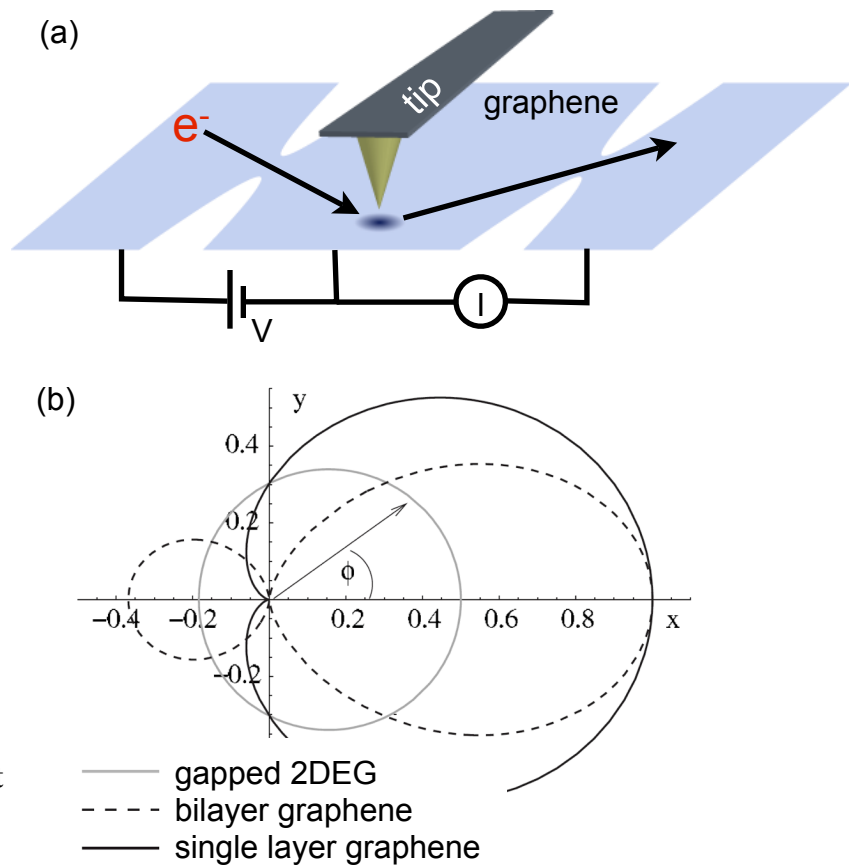 (a)
tip
graphene
e-
V
I
(b)
y
0.4
0.2
ϕ
−0.4
−0.2
0.2
0.4
0.6
0.8
x
−0.2
t
gapped 2DEG
bilayer graphene
single layer graphene